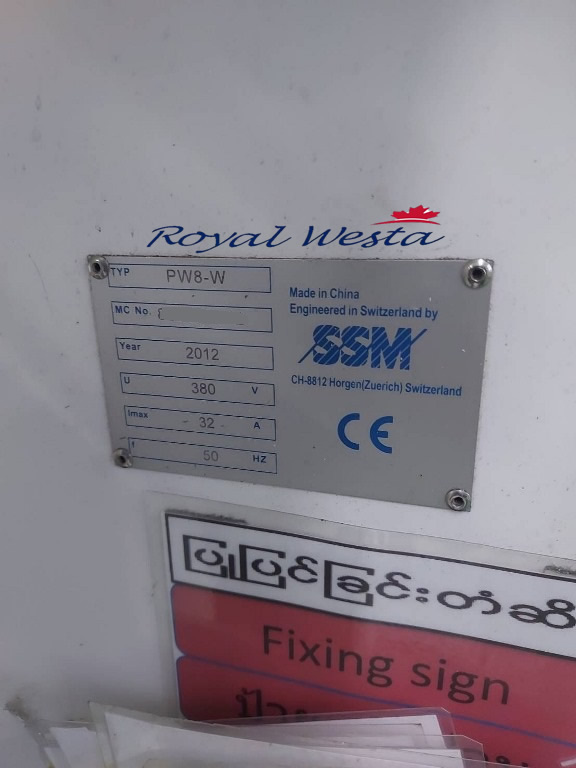 Royal Westa
TYP PW8-W
MC No.
Year 2012
U 380 V
Imax 32 A
f 50 HZ
Made in China
Engineered in Switzerland by
SSM
CH-8812 Horgen(Zuerich) Switzerland
CE
ပြုပြင်ခြင်းတံဆိ
Fixing sign